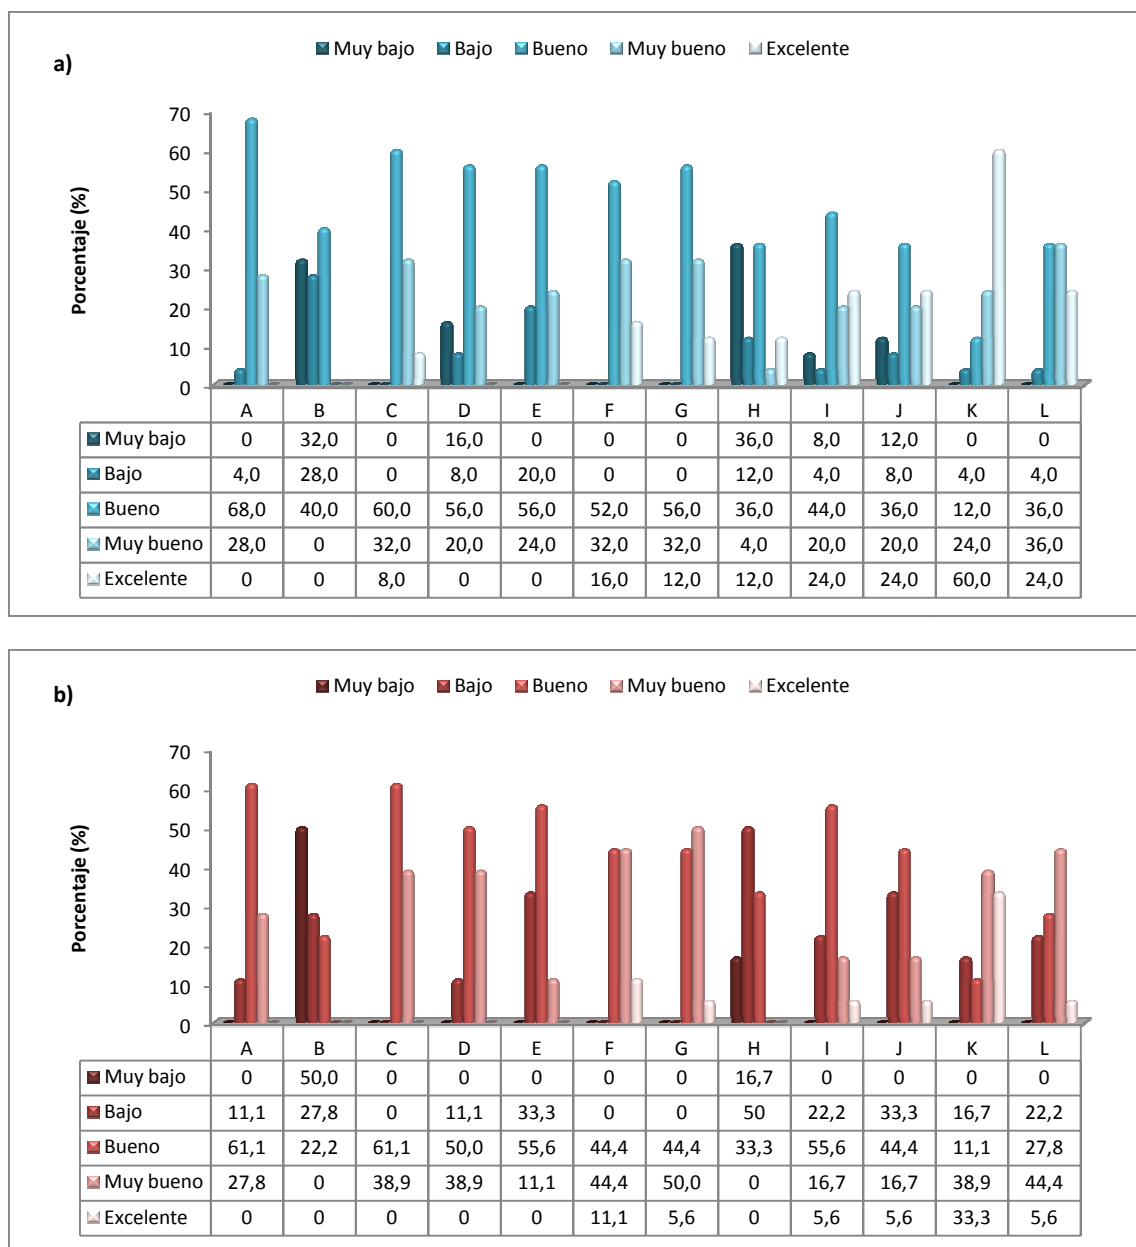 a)
Muy bajo Bajo Bueno Muy bueno Excelente
Porcentaje (%)
70
60
50
40
30
20
10
0
A B C D E F G H I J K L
Muy bajo 0 32,0 0 16,0 0 0 0 36,0 8,0 12,0 0 0
Bajo 4,0 28,0 0 8,0 20,0 0 0 12,0 4,0 8,0 4,0 4,0
Bueno 68,0 40,0 60,0 56,0 56,0 52,0 56,0 36,0 44,0 36,0 12,0 36,0
Muy bueno 28,0 0 32,0 20,0 24,0 32,0 32,0 4,0 20,0 20,0 24,0 36,0
Excelente 0 0 8,0 0 0 16,0 12,0 12,0 24,0 24,0 60,0 24,0
b)
Muy bajo Bajo Bueno Muy bueno Excelente
Porcentaje (%)
70
60
50
40
30
20
10
0
A B C D E F G H I J K L
Muy bajo 0 50,0 0 0 0 0 0 16,7 0 0 0 0
Bajo 11,1 27,8 0 11,1 33,3 0 0 50 22,2 33,3 16,7 22,2
Bueno 61,1 22,2 61,1 50,0 55,6 44,4 44,4 33,3 55,6 44,4 11,1 27,8
Muy bueno 27,8 0 38,9 38,9 11,1 44,4 50,0 0 16,7 16,7 38,9 44,4
Excelente 0 0 0 0 0 11,1 5,6 0 5,6 5,6 33,3 5,6